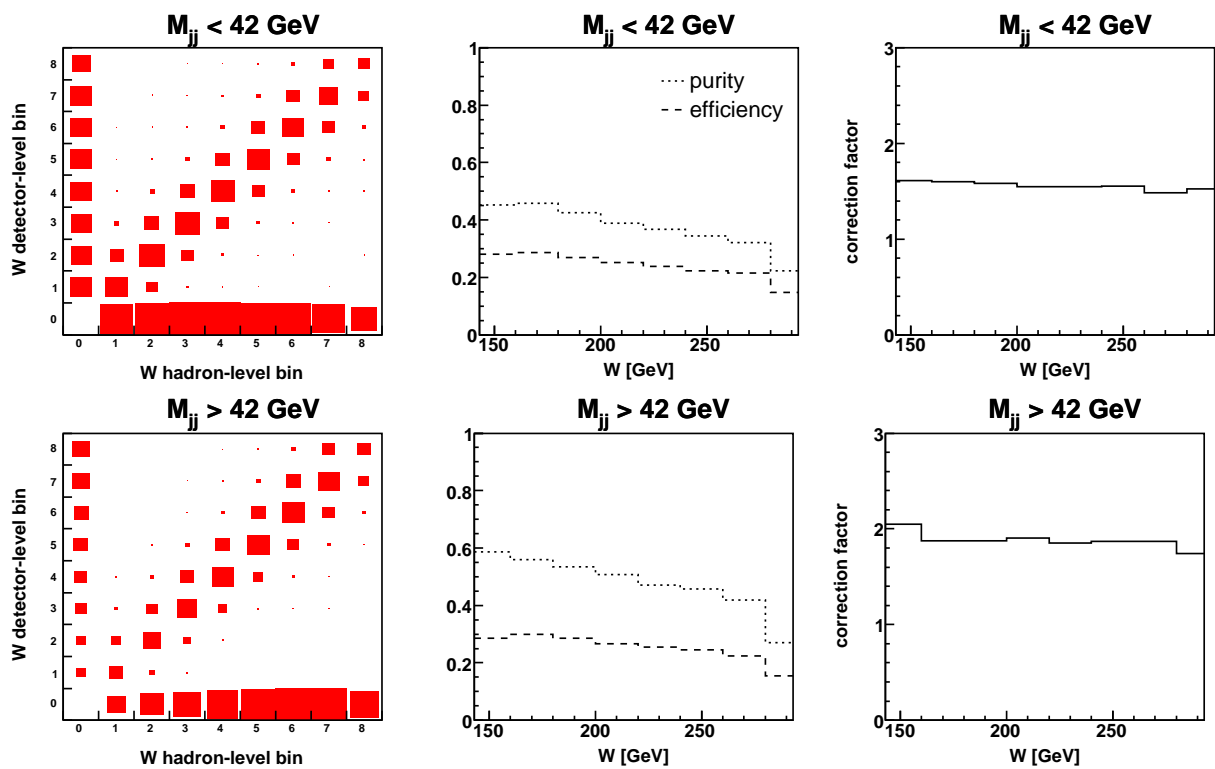 M_jj < 42 GeV
W detector-level bin
8
7
6
5
4
3
2
1
0
0 1 2 3 4 5 6 7 8
W hadron-level bin
M_jj < 42 GeV
purity
efficiency
1
0.8
0.6
0.4
0.2
0
150 200 250
W [GeV]
M_jj < 42 GeV
correction factor
3
2
1
0
150 200 250
W [GeV]
M_jj > 42 GeV
W detector-level bin
8
7
6
5
4
3
2
1
0
0 1 2 3 4 5 6 7 8
W hadron-level bin
M_jj > 42 GeV
1
0.8
0.6
0.4
0.2
0
150 200 250
W [GeV]
M_jj > 42 GeV
correction factor
3
2
1
0
150 200 250
W [GeV]